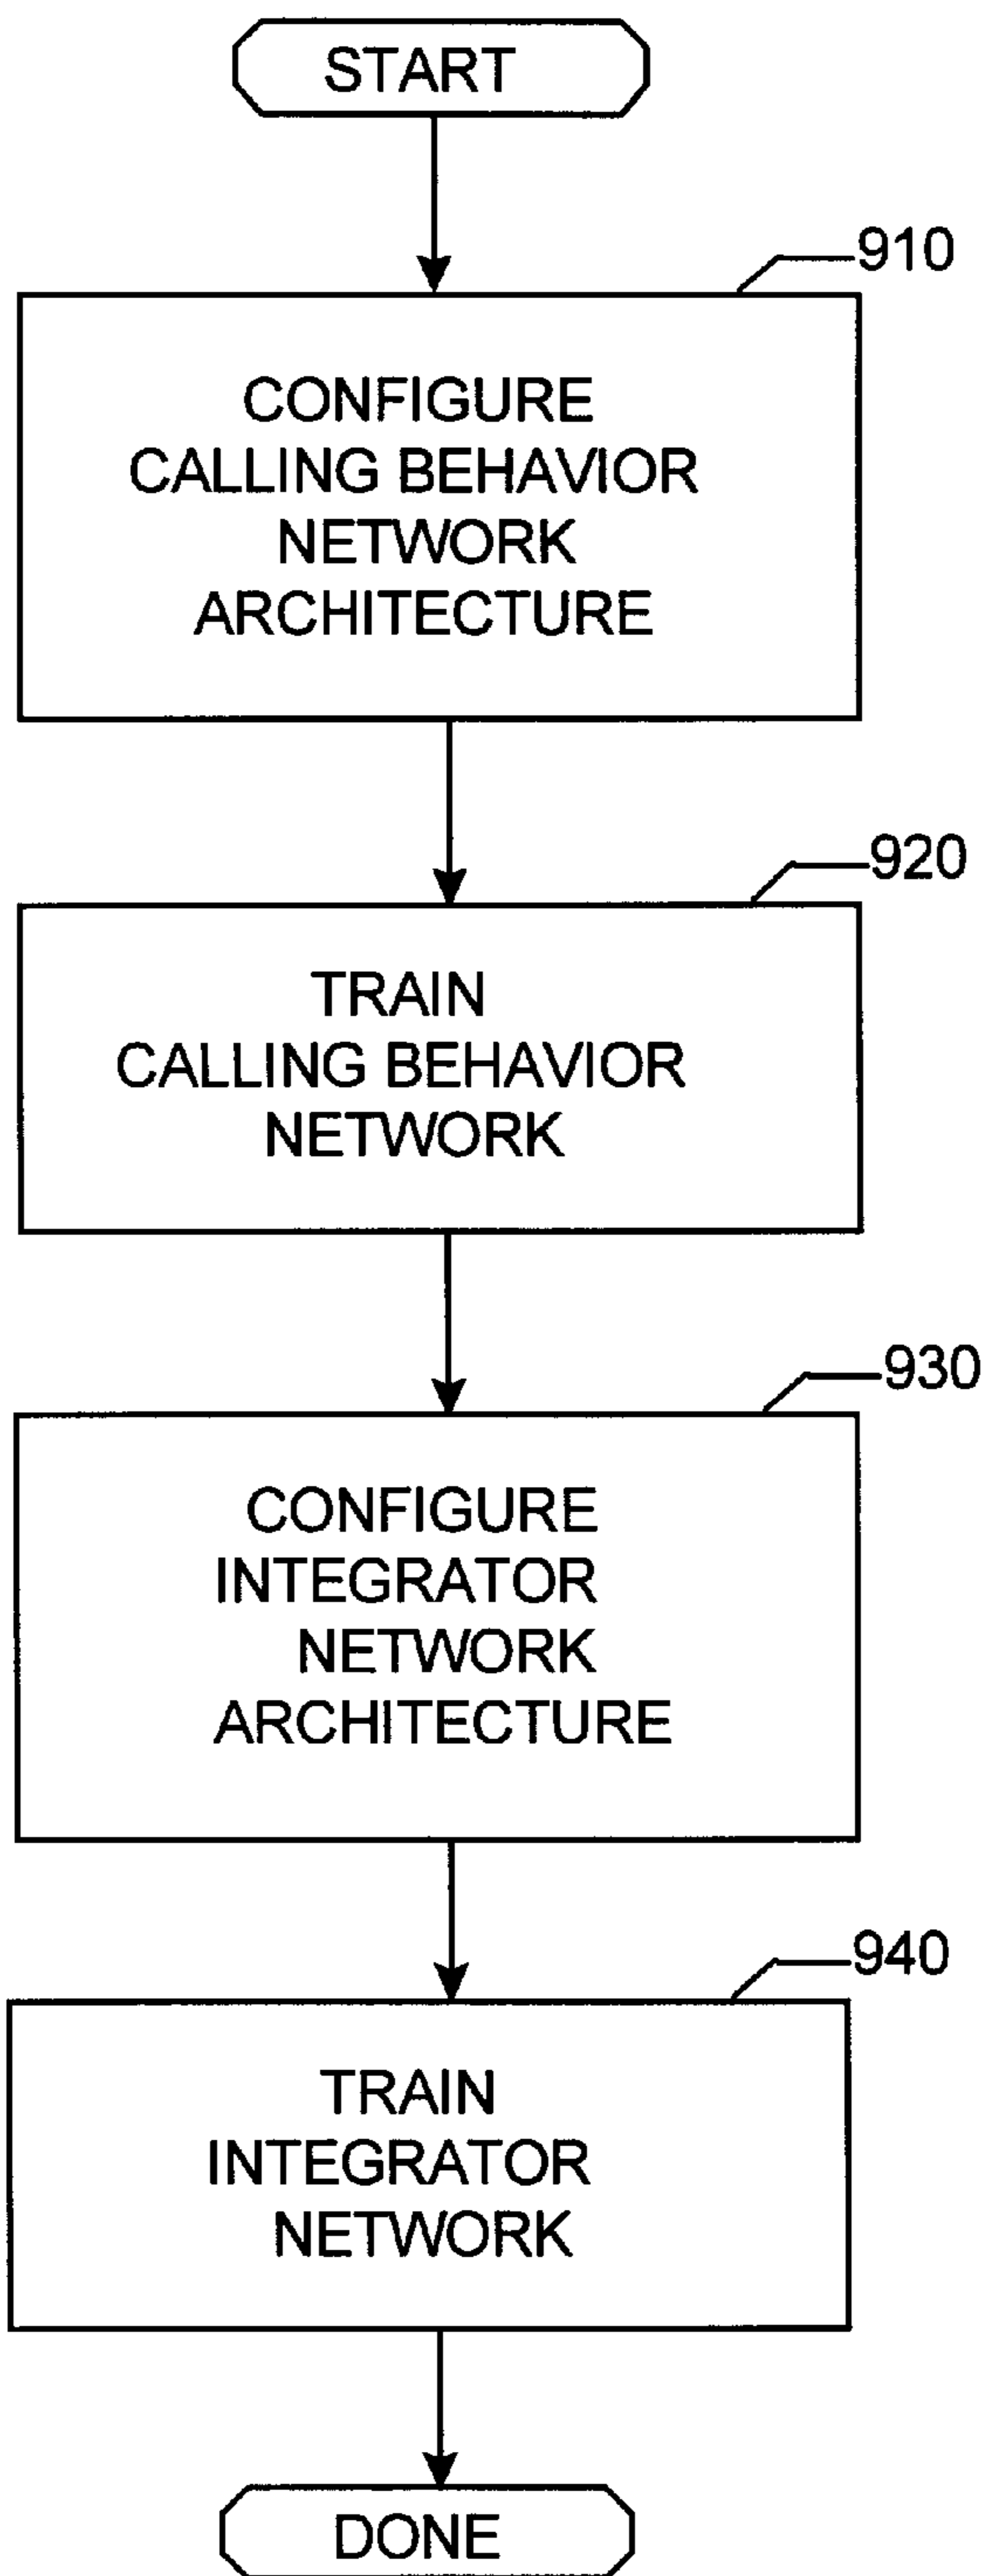 START
910
CONFIGURE
CALLING BEHAVIOR
NETWORK
ARCHITECTURE
920
TRAIN
CALLING BEHAVIOR
NETWORK
930
CONFIGURE
INTEGRATOR
NETWORK
ARCHITECTURE
940
TRAIN
INTEGRATOR
NETWORK
DONE